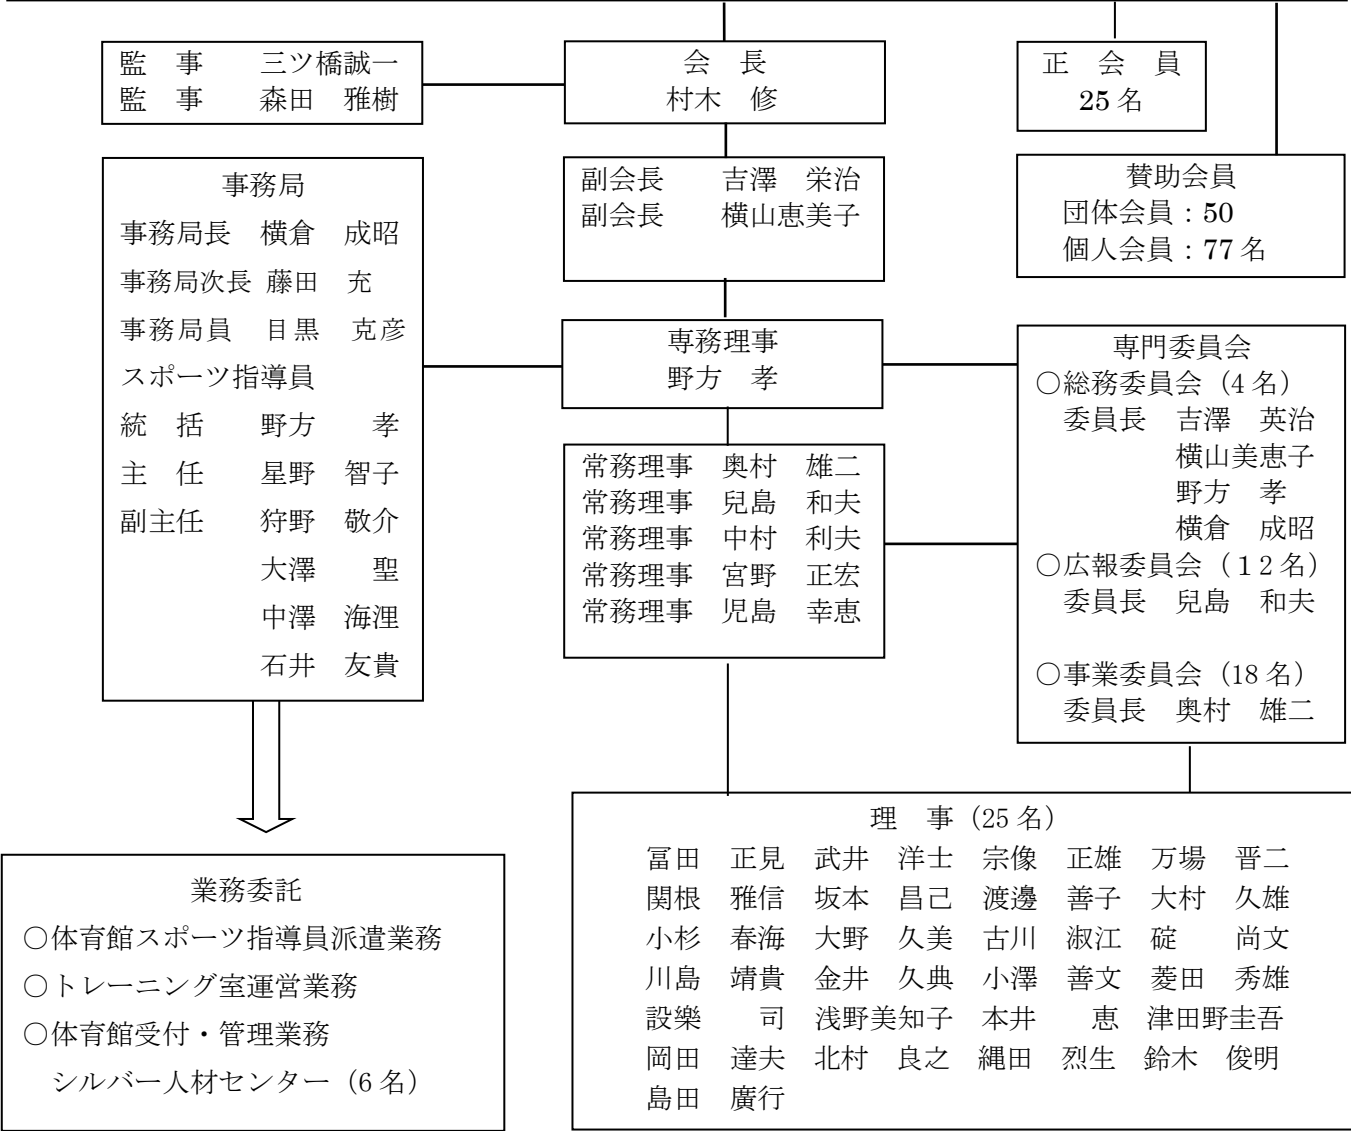 監　事　　三ツ橋誠一
監　事　　森田　雅樹
会　長
村木　修
正　会　員
25名
事務局
事務局長　横倉　成昭
事務局次長　藤田　充
事務局員　目黒　克彦
スポーツ指導員
統　括　　野方　　孝
主　任　　星野　智子
副主任　　狩野　敬介
大澤　　聖
中澤　海浬
石井　友貴
副会長　　吉澤　栄治
副会長　　横山恵美子
賛助会員
団体会員：50
個人会員：77名
専務理事
野方　孝
常務理事　奥村　雄二
常務理事　兒島　和夫
常務理事　中村　利夫
常務理事　宮野　正宏
常務理事　児島　幸恵
専門委員会
○総務委員会（4名）
委員長　吉澤　英治
横山美恵子
野方　孝
横倉　成昭
○広報委員会（１２名）
委員長　兒島　和夫
○事業委員会（18名）
委員長　奥村　雄二
業務委託
○体育館スポーツ指導員派遣業務
○トレーニング室運営業務
○体育館受付・管理業務
シルバー人材センター（6名）
理　事（25名）
冨田　正見　武井　洋士　宗像　正雄　万場　晋二
関根　雅信　坂本　昌己　渡邊　善子　大村　久雄
小杉　春海　大野　久美　古川　淑江　碇　　尚文
川島　靖貴　金井　久典　小澤　善文　菱田　秀雄
設樂　　司　浅野美知子　本井　　恵　津田野圭吾
岡田　達夫　北村　良之　縄田　烈生　鈴木　俊明
島田　廣行